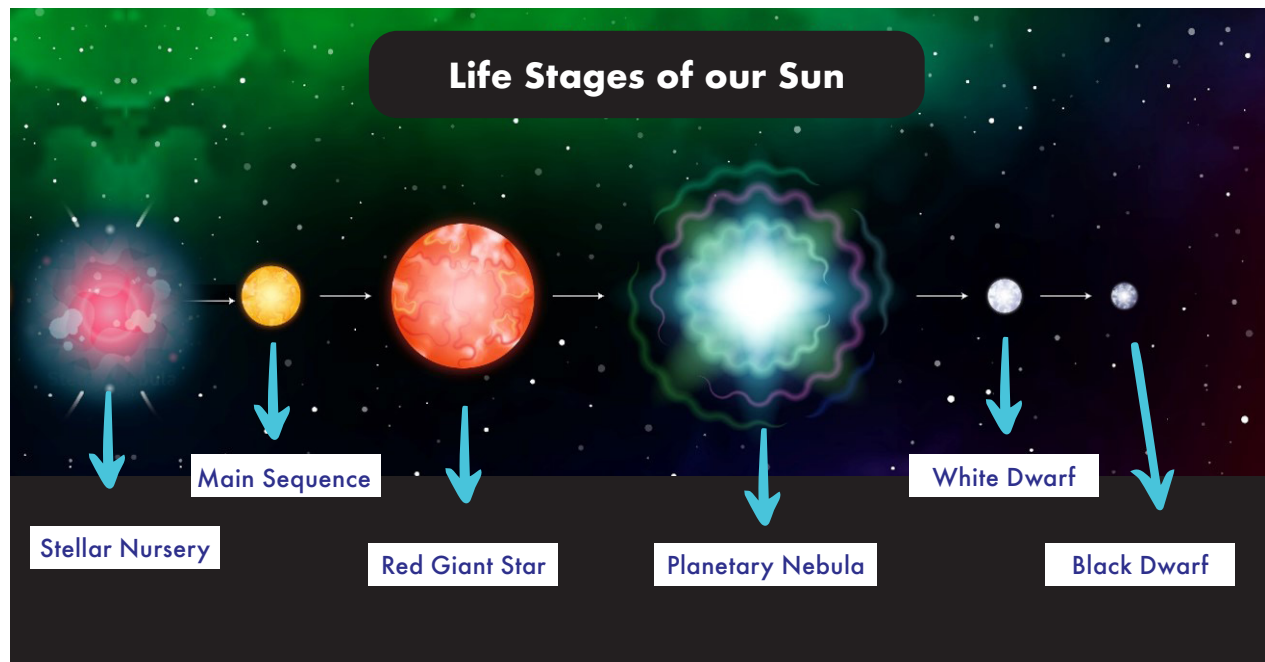 Life Stages of our Sun
Stellar Nursery
Main Sequence
Red Giant Star
Planetary Nebula
White Dwarf
Black Dwarf